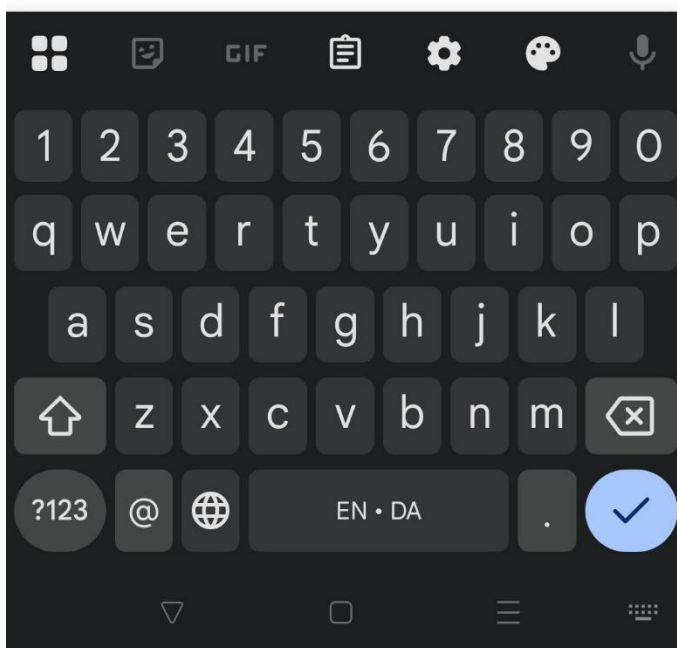 GIF
1 2 3 4 5 6 7 8 9 0
q w e r t y u i o p
a s d f g h j k l
z x c v b n m
?123 @ EN • DA .